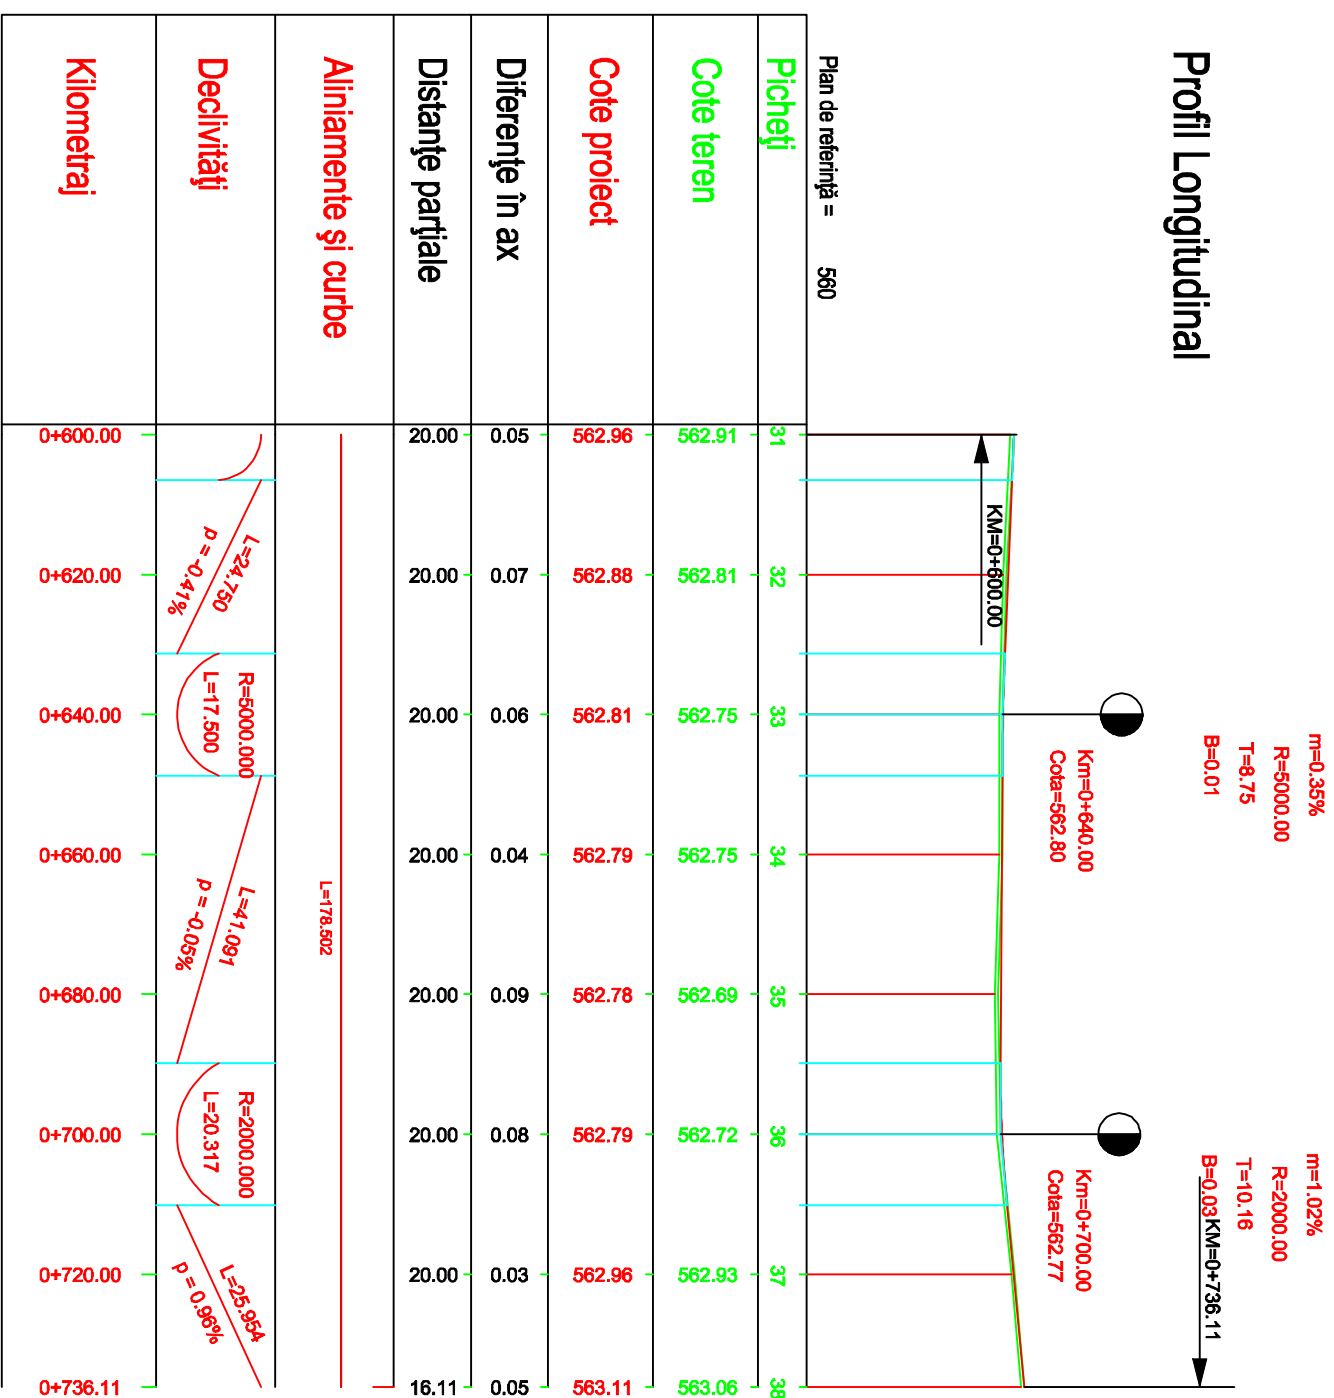 Profil Longitudinal
m=0.35%
R=5000.00
T=8.75
B=0.01
Km=0+640.00
Cota=562.80
m=1.02%
R=2000.00
T=10.16
B=0.03
Km=0+700.00
Cota=562.77
KM=0+600.00
KM=0+736.11
Plan de referinţă = 560
Picheţi 31 32 33 34 35 36 37 38
Cote teren 562.91 562.81 562.75 562.75 562.69 562.72 562.93 563.06
Cote proiect 562.96 562.88 562.81 562.79 562.78 562.79 562.96 563.11
Diferenţe în ax 0.05 0.07 0.06 0.04 0.09 0.08 0.03 0.05
Distanţe parţiale 20.00 20.00 20.00 20.00 20.00 20.00 20.00 16.11
Aliniamente şi curbe L=178.502
Declivităţi
L=24.750
p = -0.41%
R=5000.000
L=17.500
L=41.091
p = -0.05%
R=2000.000
L=20.317
L=25.954
p = 0.96%
Kilometraj 0+600.00 0+620.00 0+640.00 0+660.00 0+680.00 0+700.00 0+720.00 0+736.11